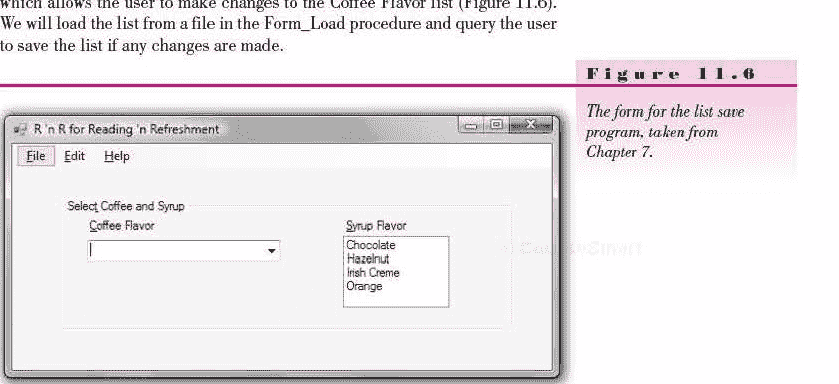 which allows the user to make changes to the Coffee Flavor list (Figure 11.6).
We will load the list from a file in the Form_Load procedure and query the user
to save the list if any changes are made.
Figure 11.6
The form for the list save
program, taken from
Chapter 7.
R 'n R for Reading 'n Refreshment
File Edit Help
Select Coffee and Syrup
Coffee Flavor
Syrup Flavor
Chocolate
Hazelnut
Irish Creme
Orange
CourseSmart